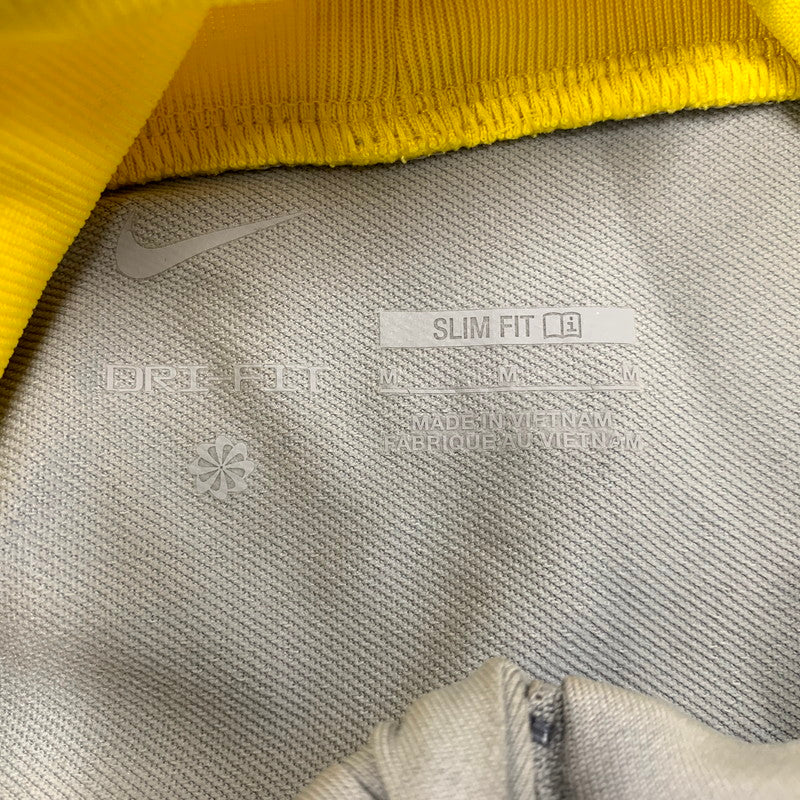 SLIM FIT
DRI-FIT
M M M
MADE IN VIETNAM
FABRIQUE AU VIETNAM